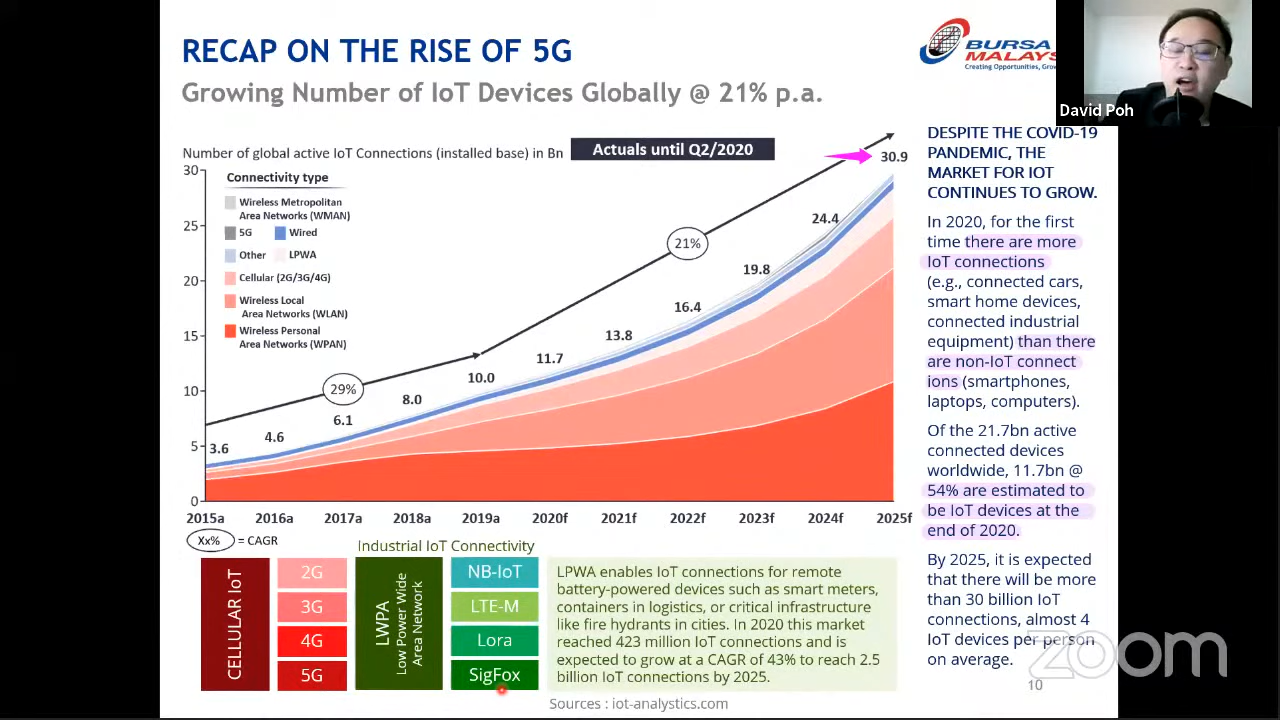 RECAP ON THE RISE OF 5G
Growing Number of IoT Devices Globally @ 21% p.a.
BURSA
MALAYS
Creating Opportunities, Grow
David Poh
Number of global active IoT Connections (installed base) in Bn
Actuals until Q2/2020
30
25
20
15
10
5
0
Connectivity type
Wireless Metropolitan
Area Networks (WMAN)
5G Wired
Other LPWA
Cellular (2G/3G/4G)
Wireless Local
Area Networks (WLAN)
Wireless Personal
Area Networks (WPAN)
29%
21%
3.6
4.6
6.1
8.0
10.0
11.7
13.8
16.4
19.8
24.4
30.9
2015a 2016a 2017a 2018a 2019a 2020f 2021f 2022f 2023f 2024f 2025f
Xx% = CAGR
Industrial IoT Connectivity
CELLULAR IoT
2G
3G
4G
5G
LWPA
Low Power Wide
Area Network
NB-IoT
LTE-M
Lora
SigFox
LPWA enables IoT connections for remote
battery-powered devices such as smart meters,
containers in logistics, or critical infrastructure
like fire hydrants in cities. In 2020 this market
reached 423 million IoT connections and is
expected to grow at a CAGR of 43% to reach 2.5
billion IoT connections by 2025.
Sources : iot-analystics.com
DESPITE THE COVID-19
PANDEMIC, THE
MARKET FOR IOT
CONTINUES TO GROW.
In 2020, for the first
time there are more
IoT connections
(e.g., connected cars,
smart home devices,
connected industrial
equipment) than there
are non-IoT connect
ions (smartphones,
laptops, computers).
Of the 21.7bn active
connected devices
worldwide, 11.7bn @
54% are estimated to
be IoT devices at the
end of 2020.
By 2025, it is expected
that there will be more
than 30 billion IoT
connections, almost 4
IoT devices per person
on average.
zoom
10